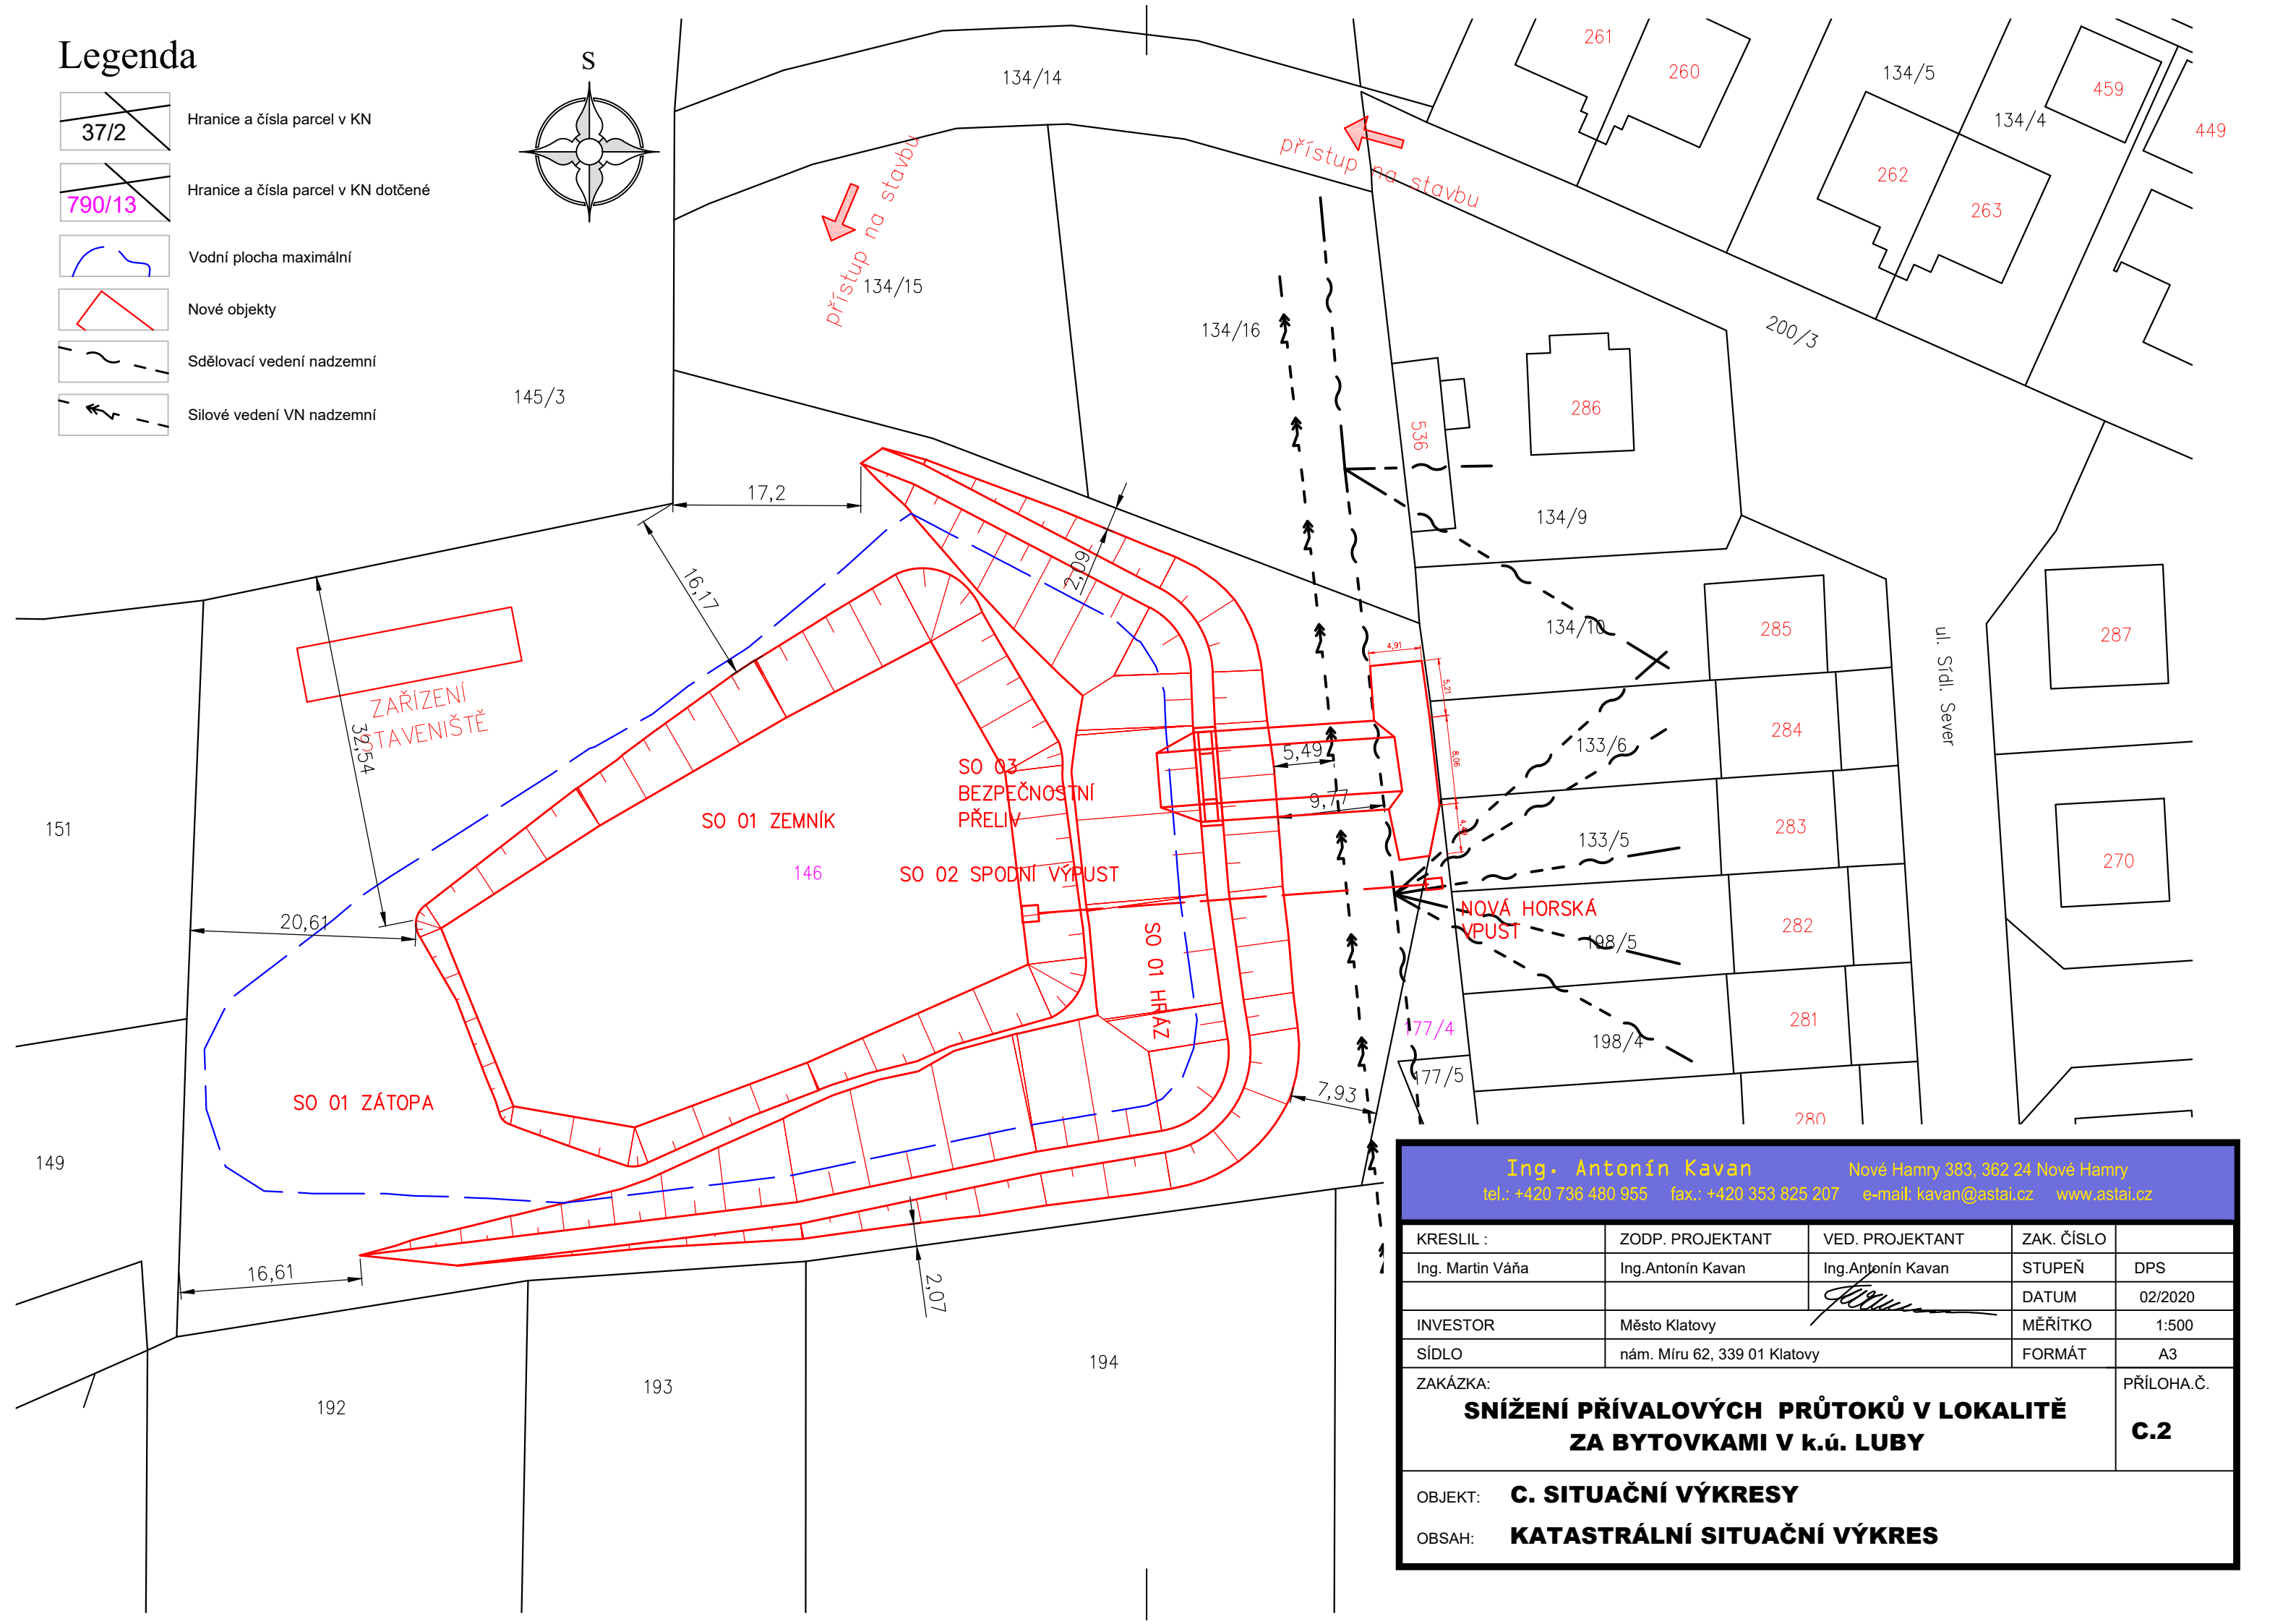 Legenda
37/2
Hranice a čísla parcel v KN
790/13
Hranice a čísla parcel v KN dotčené
Vodní plocha maximální
Nové objekty
Sdělovací vedení nadzemní
Silové vedení VN nadzemní
S
134/14
přístup na stavbu
přístup na stavbu
134/15
134/16
145/3
261
260
134/5
459
134/4
449
262
263
200/3
286
536
134/9
134/10
285
287
ul. Sídl. Sever
284
133/6
283
133/5
270
282
198/5
281
198/4
280
177/4
177/5
17,2
16,17
2,09
32,54
20,61
16,61
2,07
7,93
5,49
9,77
4,91
5,21
8,06
ZAŘÍZENÍ
STAVENIŠTĚ
SO 03
BEZPEČNOSTNÍ
PŘELIV
SO 01 ZEMNÍK
146
SO 02 SPODNÍ VÝPUST
SO 01 HRÁZ
NOVÁ HORSKÁ
VPUST
SO 01 ZÁTOPA
151
149
192
193
194
Ing. Antonín Kavan
Nové Hamry 383, 362 24 Nové Hamry
tel.: +420 736 480 955 fax.: +420 353 825 207 e-mail: kavan@astai.cz www.astai.cz
KRESLIL : ZODP. PROJEKTANT VED. PROJEKTANT ZAK. ČÍSLO
Ing. Martin Váňa Ing.Antonín Kavan Ing.Antonín Kavan STUPEŇ DPS
DATUM 02/2020
INVESTOR Město Klatovy MĚŘÍTKO 1:500
SÍDLO nám. Míru 62, 339 01 Klatovy FORMÁT A3
ZAKÁZKA: PŘÍLOHA.Č.
SNÍŽENÍ PŘÍVALOVÝCH PRŮTOKŮ V LOKALITĚ
ZA BYTOVKAMI V k.ú. LUBY
C.2
OBJEKT: C. SITUAČNÍ VÝKRESY
OBSAH: KATASTRÁLNÍ SITUAČNÍ VÝKRES